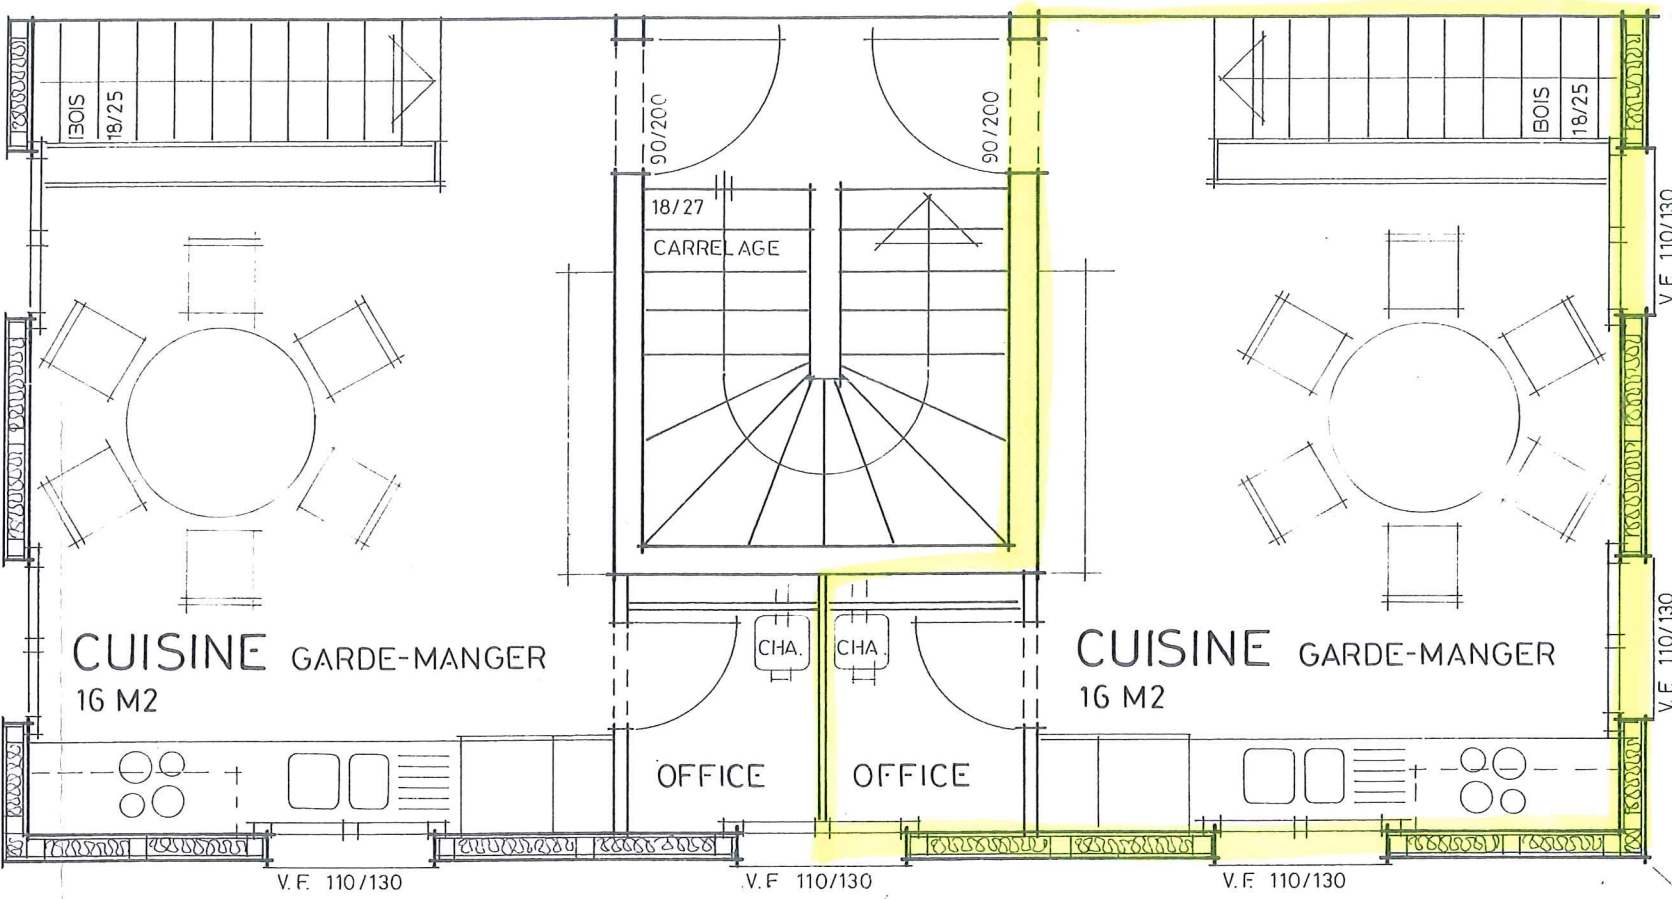 BOIS
18/25
90/200
90/200
BOIS
18/25
18/27
CARRELAGE
V.F. 110/130
CUISINE GARDE-MANGER
16 M2
CHA.
CHA.
CUISINE GARDE-MANGER
16 M2
V.F. 110/130
OFFICE
OFFICE
V.F. 110/130
V.F 110/130
V.F. 110/130